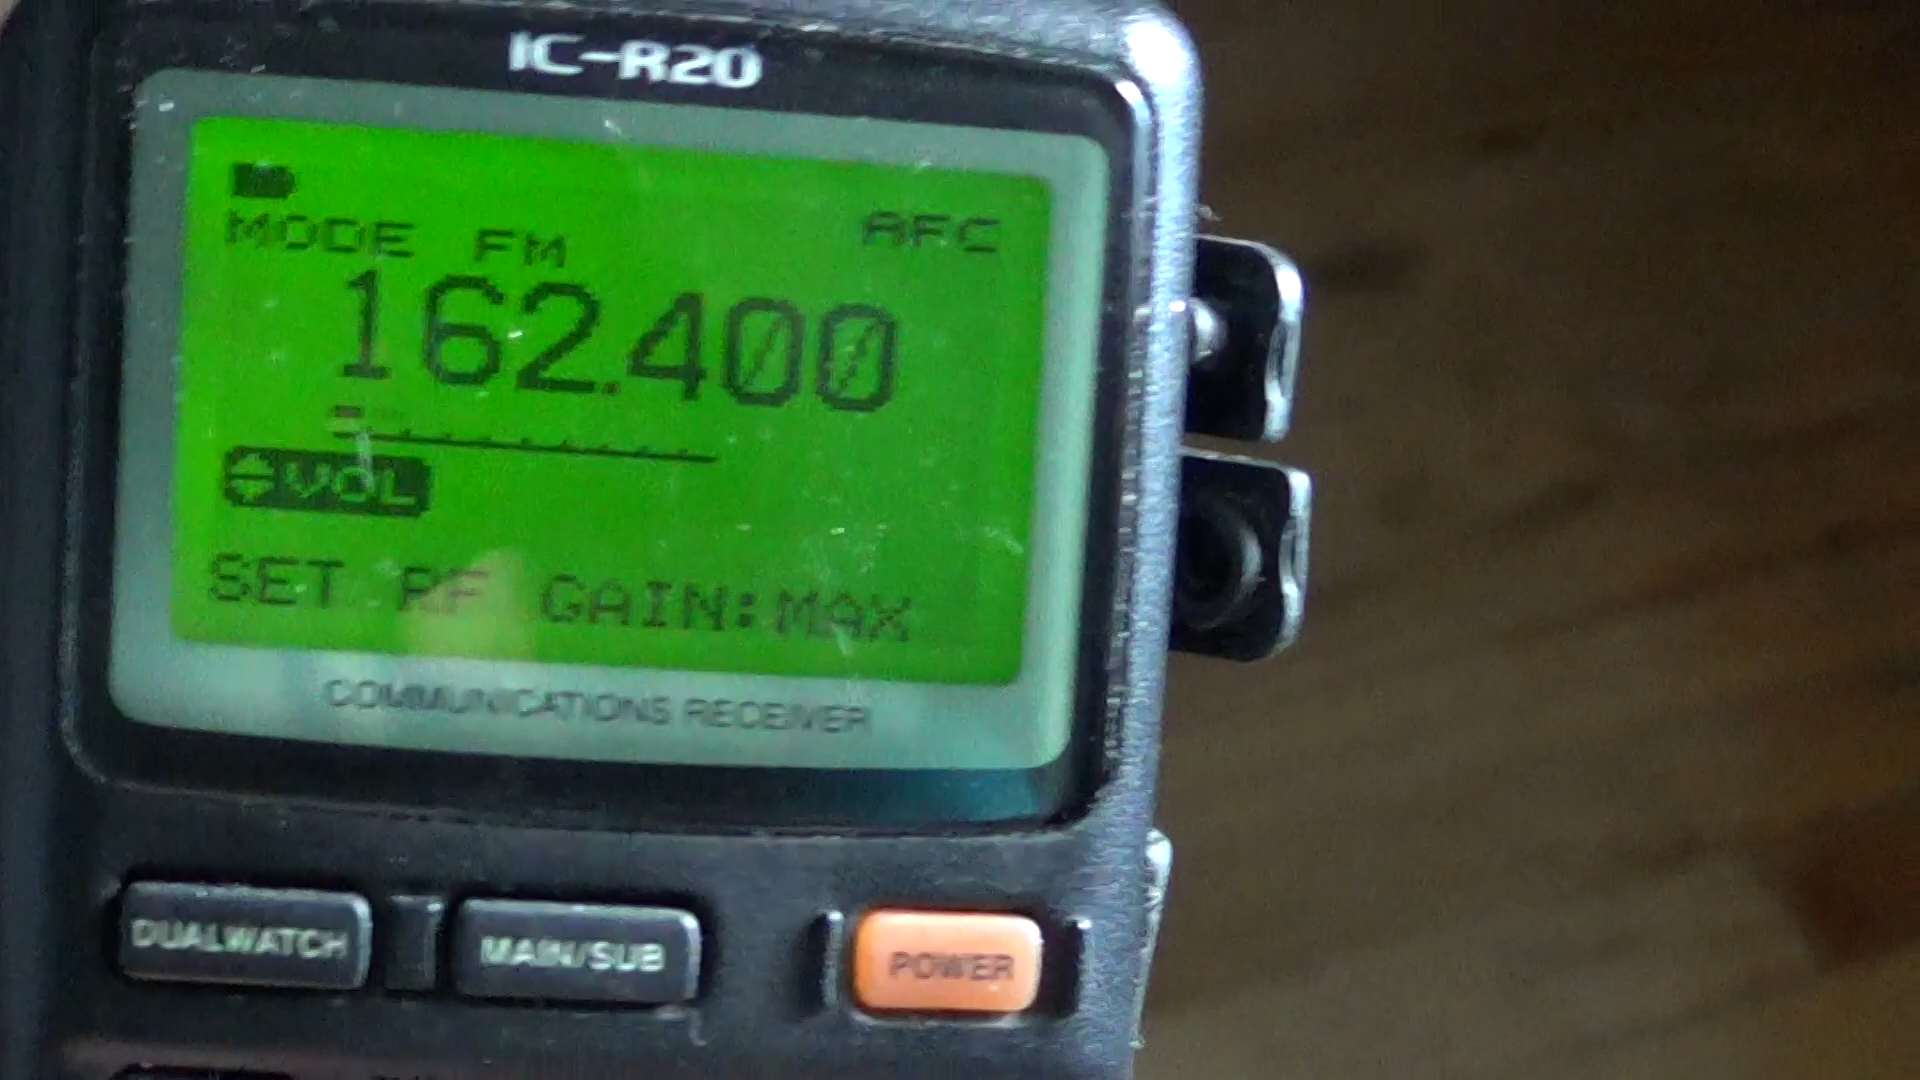 IC-R20
MODE FM AFC
162.400
VOL
SET RF GAIN:MAX
COMMUNICATIONS RECEIVER
DUALWATCH MAIN/SUB POWER